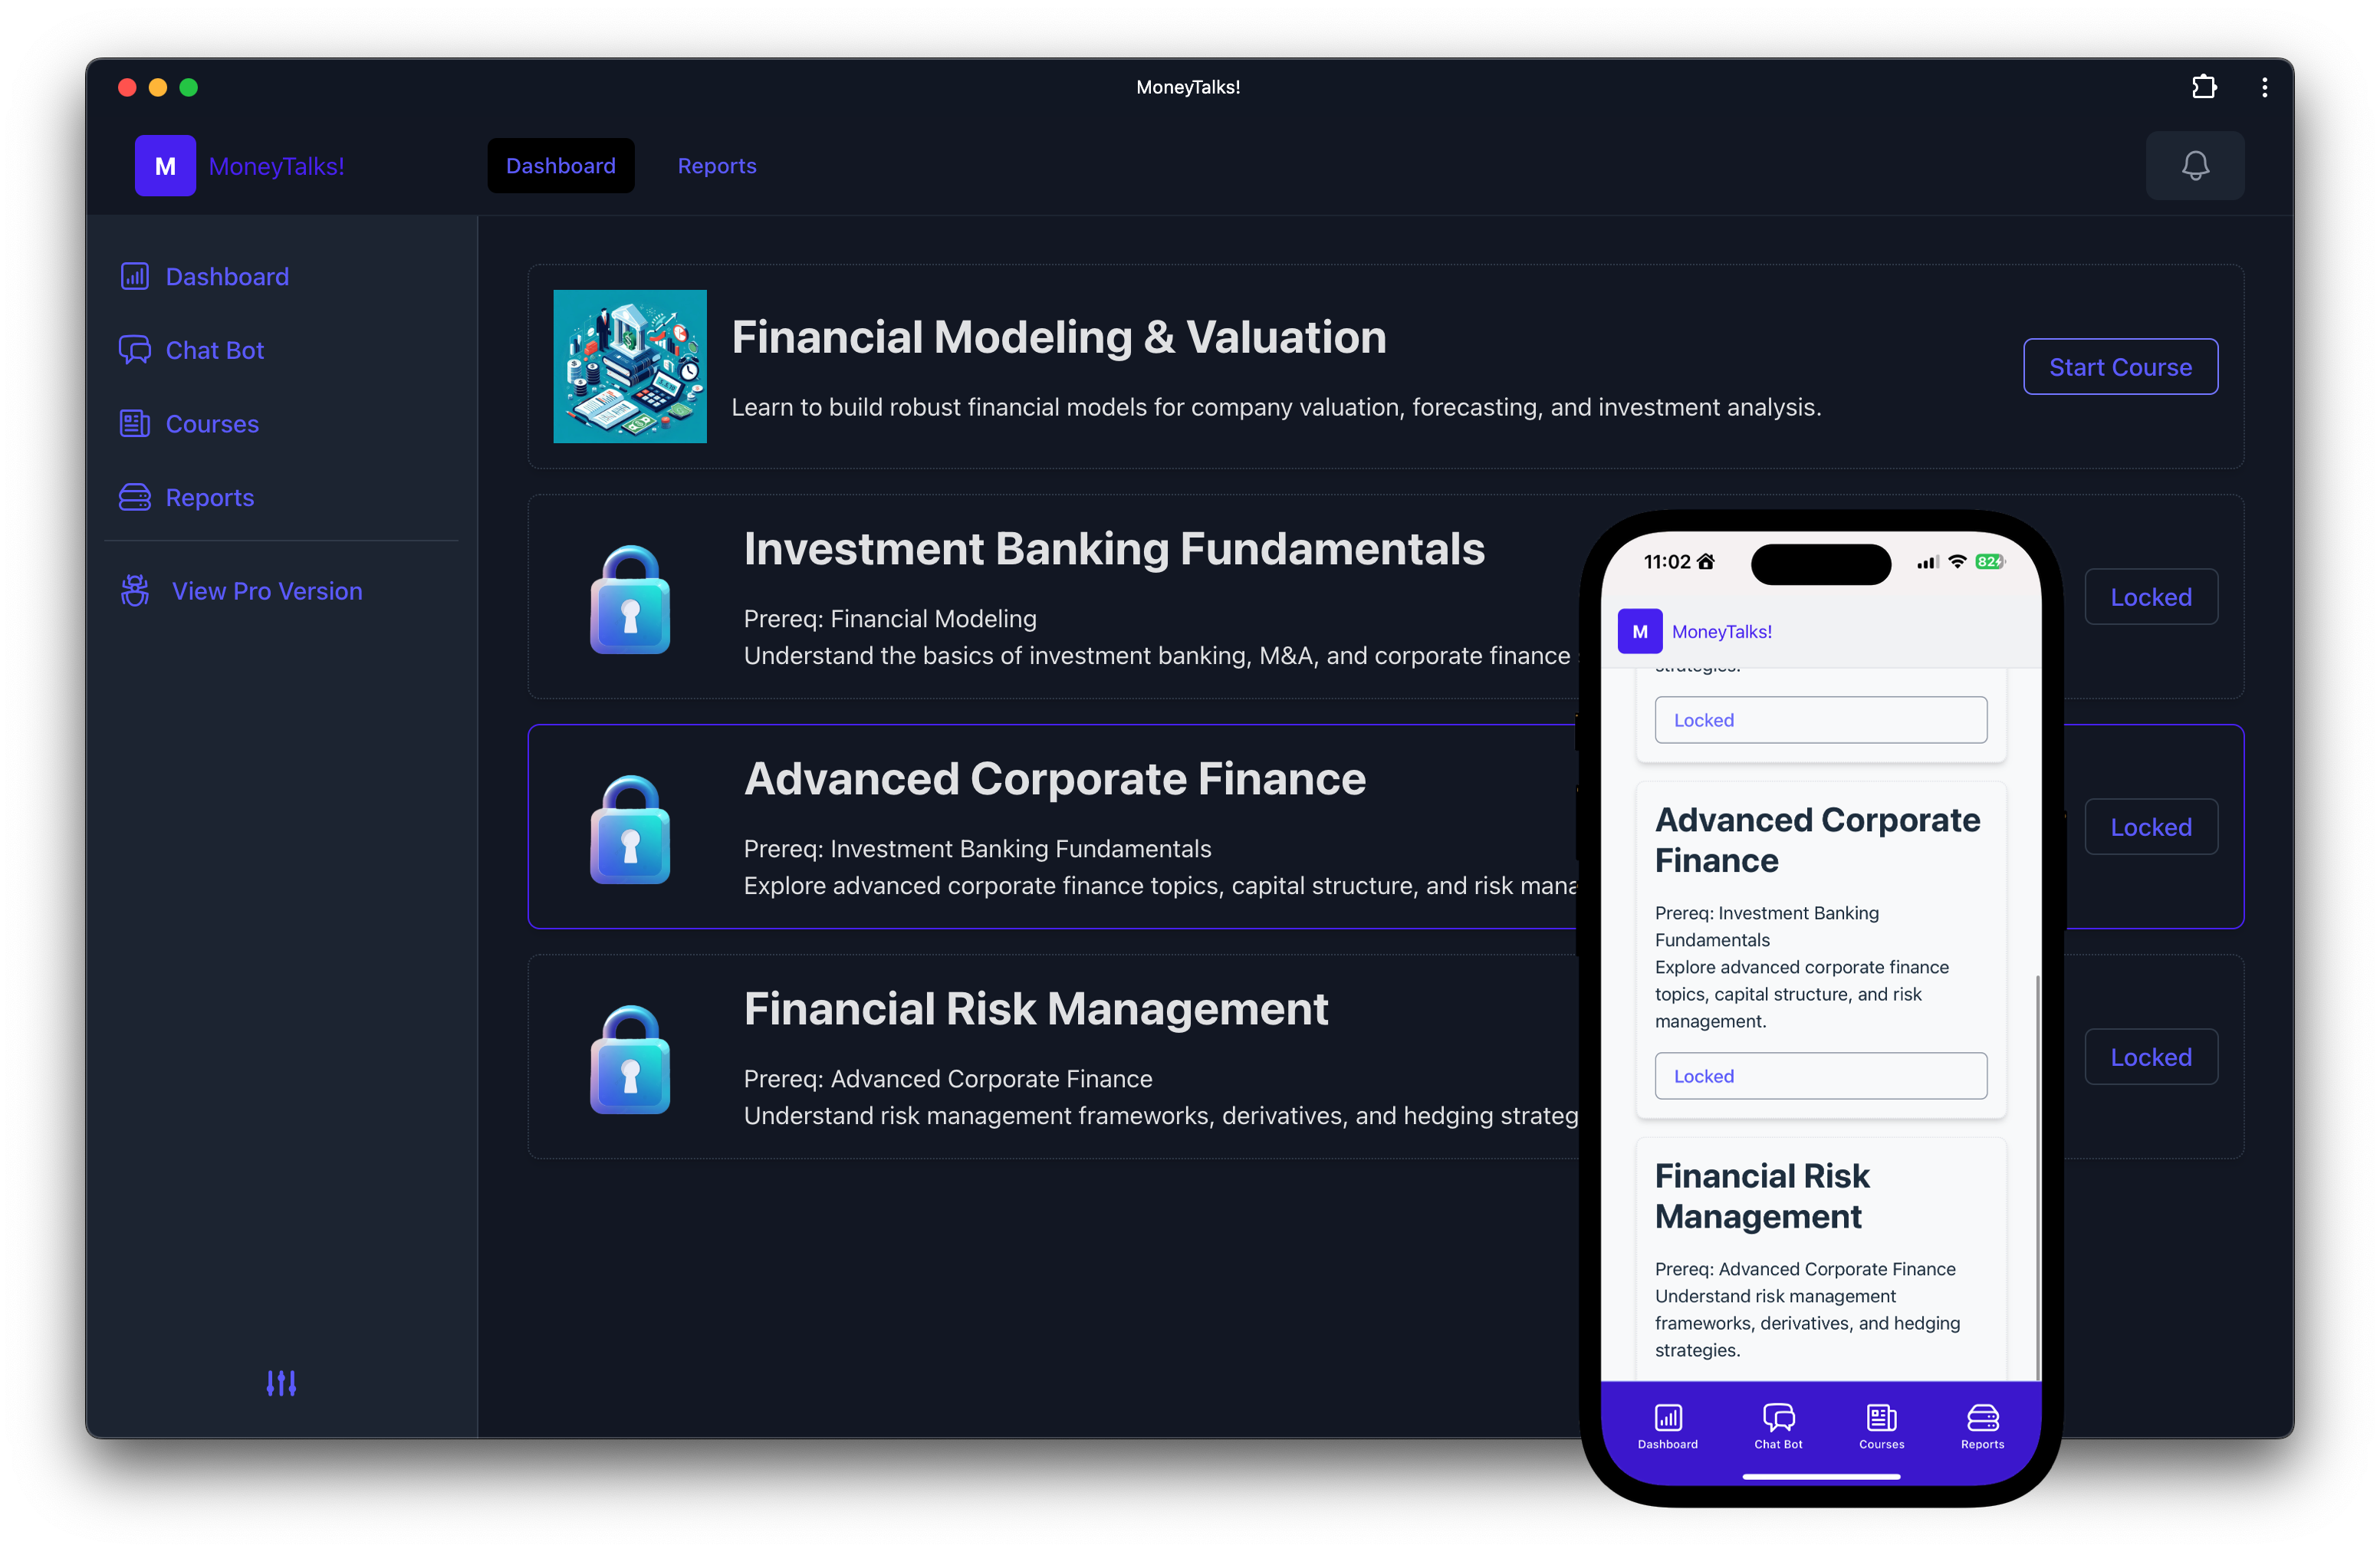 MoneyTalks!
M
MoneyTalks!
Dashboard
Reports
Dashboard
Chat Bot
Courses
Reports
View Pro Version
Financial Modeling & Valuation
Learn to build robust financial models for company valuation, forecasting, and investment analysis.
Start Course
Investment Banking Fundamentals
Prereq: Financial Modeling
Understand the basics of investment banking, M&A, and corporate finance
Locked
Advanced Corporate Finance
Prereq: Investment Banking Fundamentals
Explore advanced corporate finance topics, capital structure, and risk mana
Locked
Financial Risk Management
Prereq: Advanced Corporate Finance
Understand risk management frameworks, derivatives, and hedging strateg
Locked
11:02
82
M
MoneyTalks!
strategies.
Locked
Advanced Corporate
Finance
Prereq: Investment Banking
Fundamentals
Explore advanced corporate finance
topics, capital structure, and risk
management.
Locked
Financial Risk
Management
Prereq: Advanced Corporate Finance
Understand risk management
frameworks, derivatives, and hedging
strategies.
Dashboard
Chat Bot
Courses
Reports